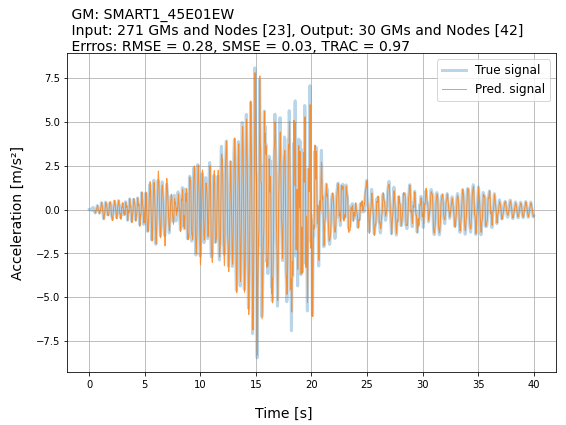 GM: SMART1_45E01EW
Input: 271 GMs and Nodes [23], Output: 30 GMs and Nodes [42]
Errros: RMSE = 0.28, SMSE = 0.03, TRAC = 0.97
True signal
Pred. signal
Acceleration [m/s²]
7.5
5.0
2.5
0.0
−2.5
−5.0
−7.5
0 5 10 15 20 25 30 35 40
Time [s]